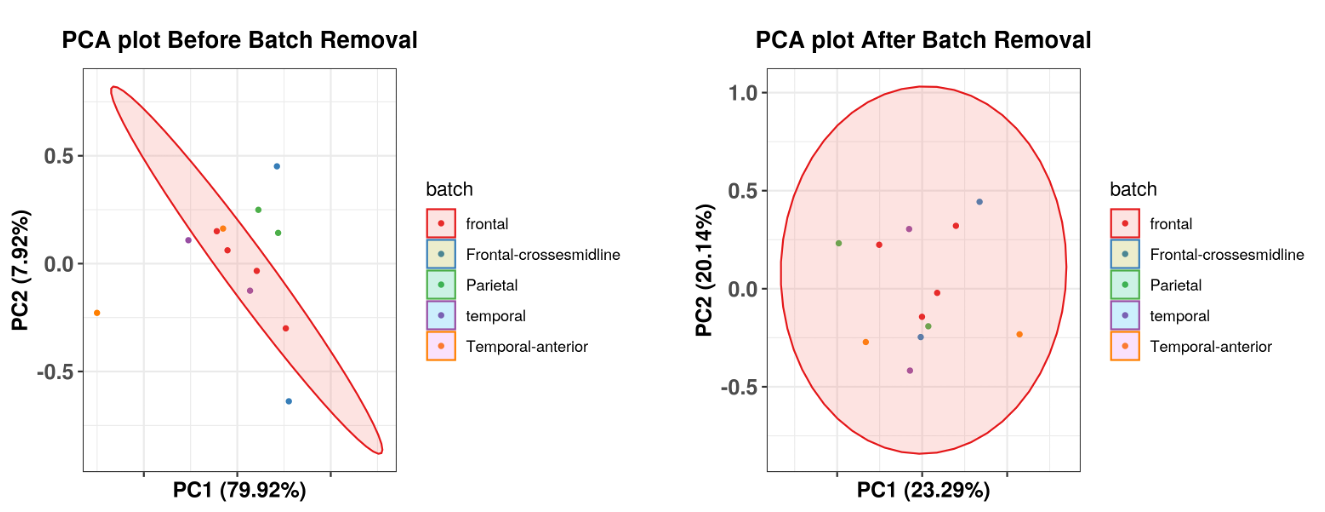 PCA plot Before Batch Removal
PC2 (7.92%)
0.5
0.0
-0.5
PC1 (79.92%)
batch
frontal
Frontal-crossesmidline
Parietal
temporal
Temporal-anterior
PCA plot After Batch Removal
PC2 (20.14%)
1.0
0.5
0.0
-0.5
PC1 (23.29%)
batch
frontal
Frontal-crossesmidline
Parietal
temporal
Temporal-anterior